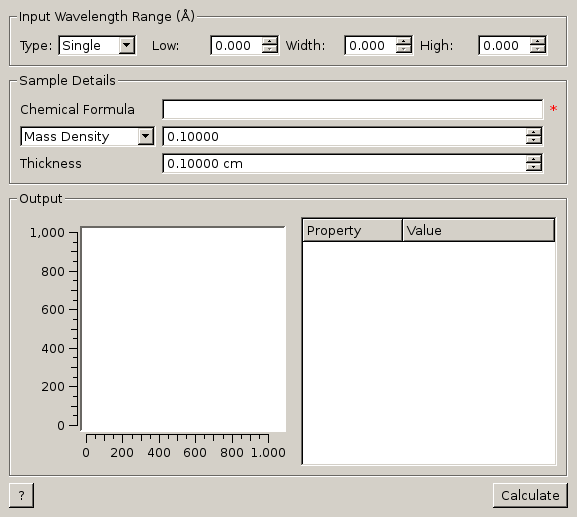 Input Wavelength Range (Å)
Type: Single Low: 0.000 Width: 0.000 High: 0.000
Sample Details
Chemical Formula *
Mass Density 0.10000
Thickness 0.10000 cm
Output
Property Value
1,000
800
600
400
200
0
0 200 400 600 800 1.000
? Calculate